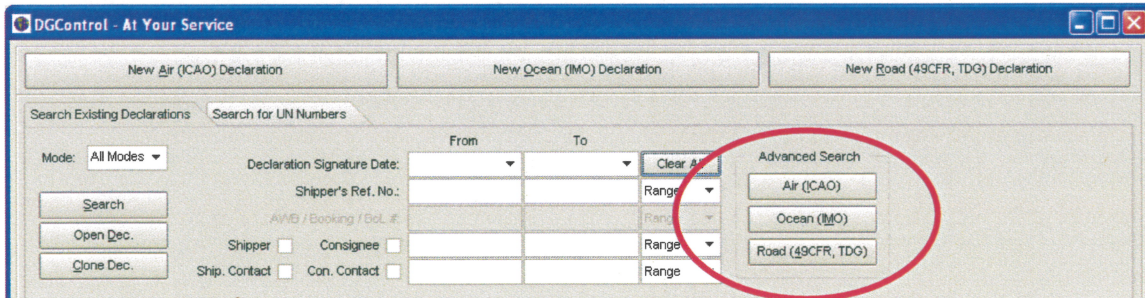 DGControl - At Your Service
New Air (ICAO) Declaration New Ocean (IMO) Declaration New Road (49CFR, TDG) Declaration
Search Existing Declarations Search for UN Numbers
From To
Mode: All Modes Declaration Signature Date: Clear All Advanced Search
Shipper's Ref. No.: Range Air (ICAO)
Search
AWB / Booking / BoL #: Range Ocean (IMO)
Open Dec.
Shipper Consignee Range Road (49CFR, TDG)
Clone Dec.
Ship. Contact Con. Contact Range